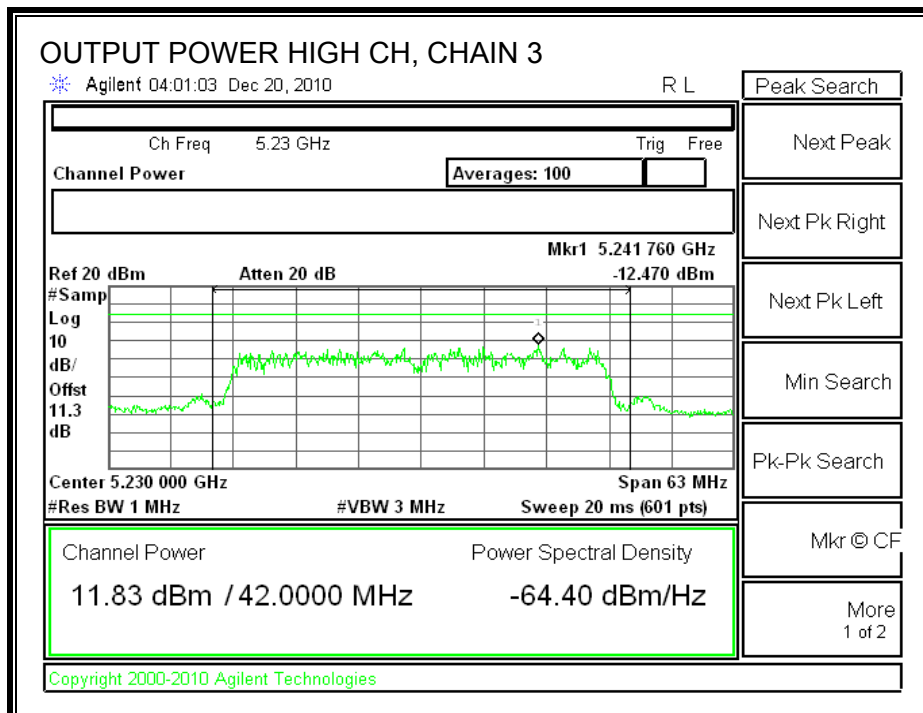 OUTPUT POWER HIGH CH, CHAIN 3
Agilent 04:01:03 Dec 20, 2010 R L
Peak Search
Ch Freq 5.23 GHz Trig Free
Next Peak
Channel Power Averages: 100
Next Pk Right
Mkr1 5.241 760 GHz
Ref 20 dBm Atten 20 dB -12.470 dBm
#Samp
Log
10
dB/
Offst
11.3
dB
1
Next Pk Left
Min Search
Pk-Pk Search
Center 5.230 000 GHz Span 63 MHz
#Res BW 1 MHz #VBW 3 MHz Sweep 20 ms (601 pts)
Channel Power Power Spectral Density
Mkr © CF
11.83 dBm / 42.0000 MHz -64.40 dBm/Hz
More
1 of 2
Copyright 2000-2010 Agilent Technologies